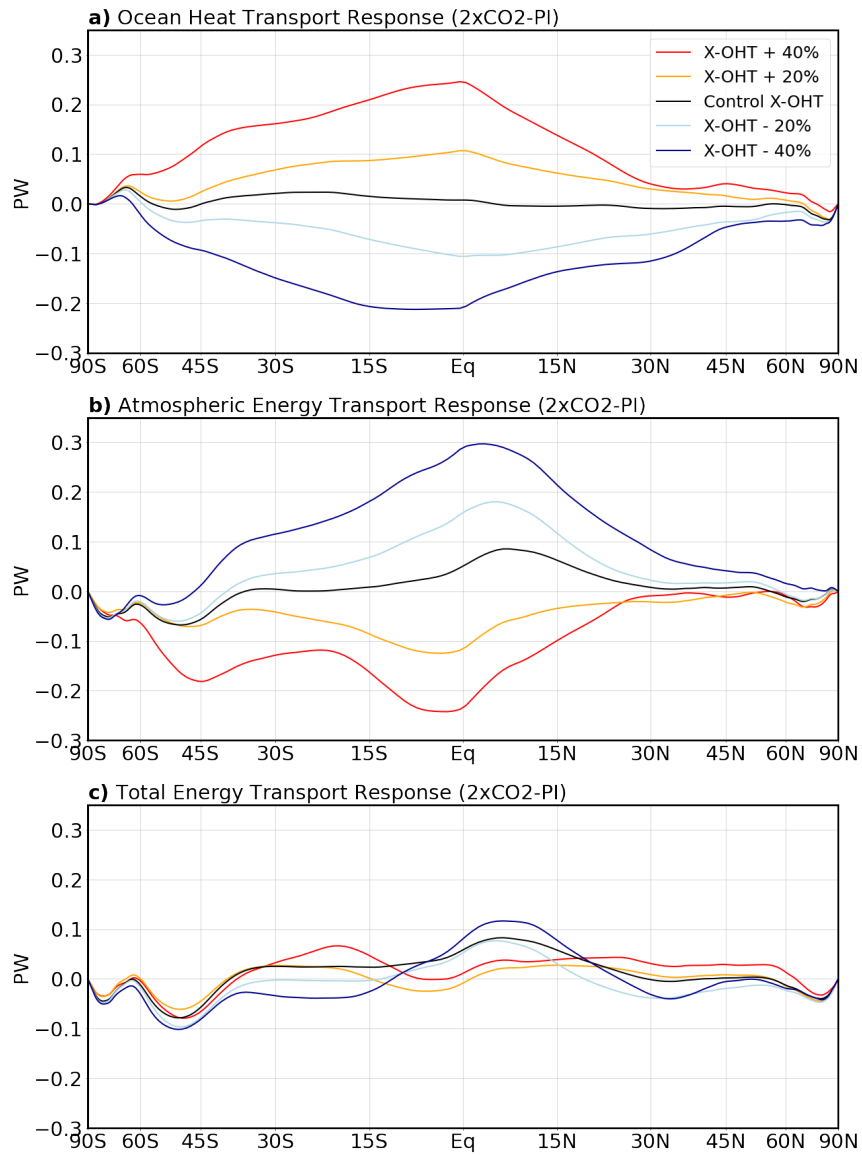 a) Ocean Heat Transport Response (2xCO2-PI)
0.3
0.2
0.1
0.0
−0.1
−0.2
−0.3
PW
X-OHT + 40%
X-OHT + 20%
Control X-OHT
X-OHT - 20%
X-OHT - 40%
90S 60S 45S 30S 15S Eq 15N 30N 45N 60N 90N
b) Atmospheric Energy Transport Response (2xCO2-PI)
0.3
0.2
0.1
0.0
−0.1
−0.2
−0.3
PW
90S 60S 45S 30S 15S Eq 15N 30N 45N 60N 90N
c) Total Energy Transport Response (2xCO2-PI)
0.3
0.2
0.1
0.0
−0.1
−0.2
−0.3
PW
90S 60S 45S 30S 15S Eq 15N 30N 45N 60N 90N